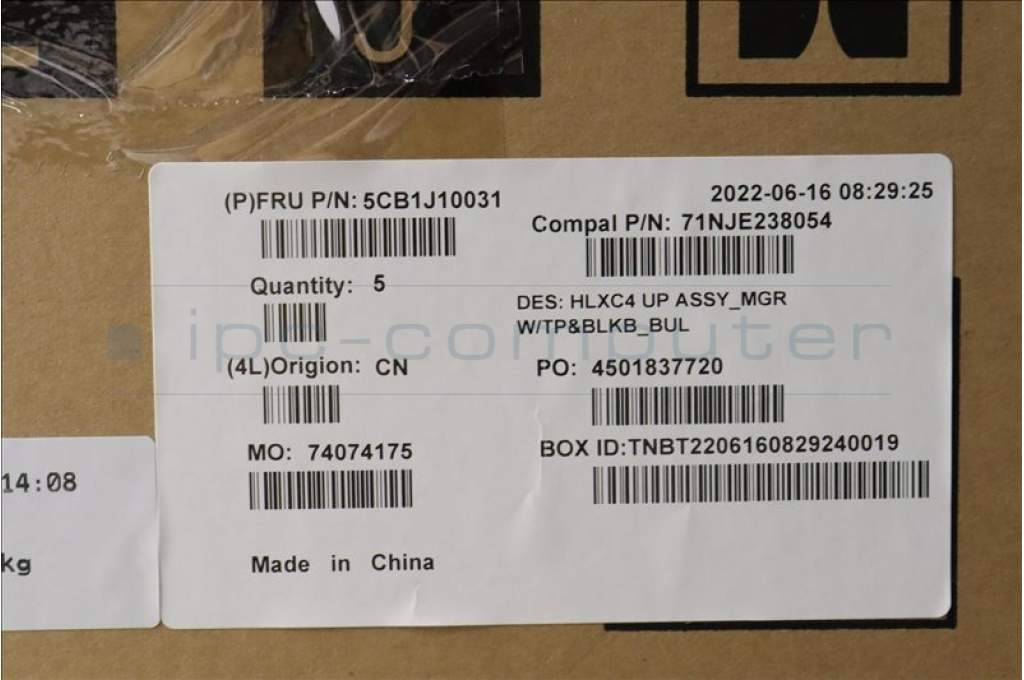 (P)FRU P/N: 5CB1J10031
2022-06-16 08:29:25
Compal P/N: 71NJE238054
Quantity: 5
DES: HLXC4 UP ASSY_MGR
W/TP&BLKB_BUL
ipc-computer
(4L)Origion: CN
PO: 4501837720
MO: 74074175
BOX ID:TNBT2206160829240019
14:08
kg
Made in China